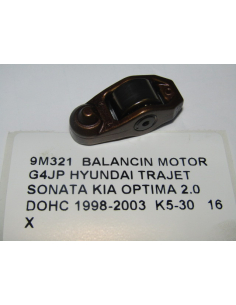 9M321 BALANCIN MOTOR
G4JP HYUNDAI TRAJET
SONATA KIA OPTIMA 2.0
DOHC 1998-2003 K5-30 16
X